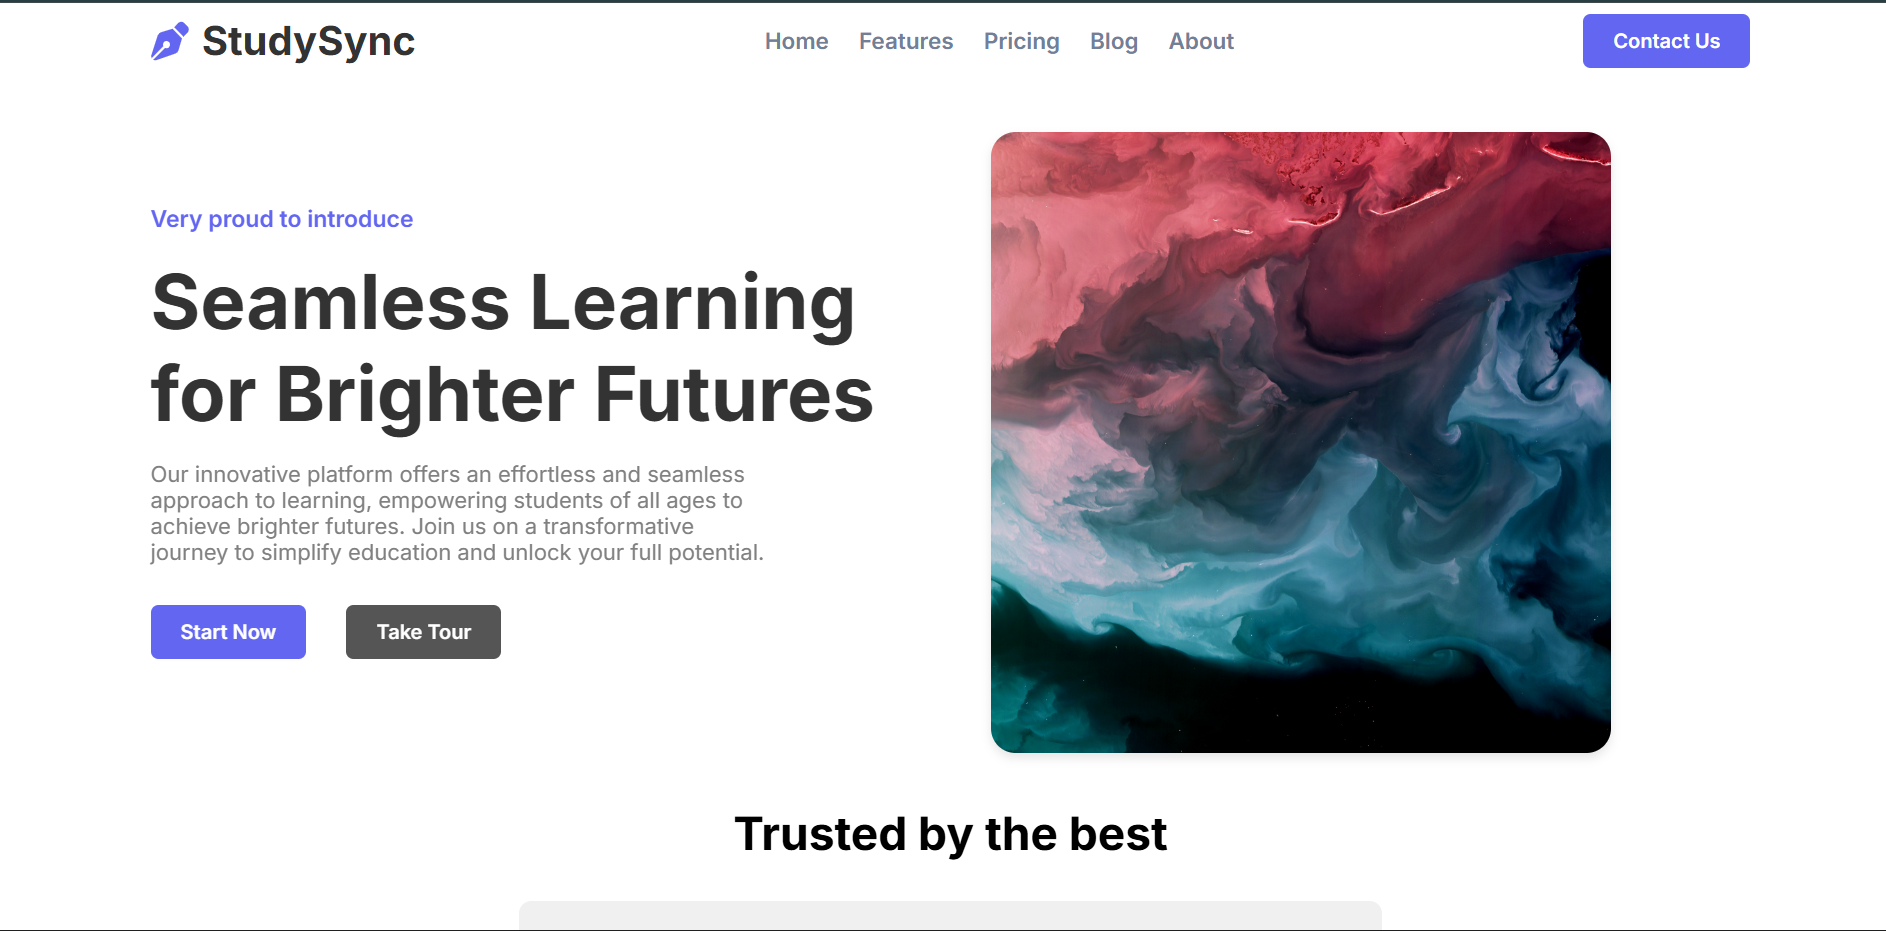 StudySync
Home
Features
Pricing
Blog
About
Contact Us
Very proud to introduce
Seamless Learning
for Brighter Futures
Our innovative platform offers an effortless and seamless
approach to learning, empowering students of all ages to
achieve brighter futures. Join us on a transformative
journey to simplify education and unlock your full potential.
Start Now
Take Tour
Trusted by the best